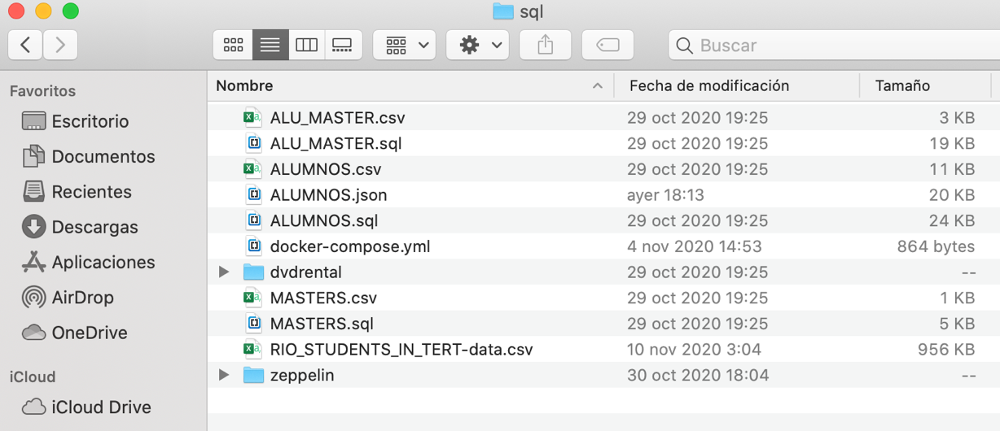 sql
Buscar
Favoritos
Escritorio
Documentos
Recientes
Descargas
Aplicaciones
AirDrop
OneDrive
iCloud
iCloud Drive
Nombre Fecha de modificación Tamaño
ALU_MASTER.csv 29 oct 2020 19:25 3 KB
ALU_MASTER.sql 29 oct 2020 19:25 19 KB
ALUMNOS.csv 29 oct 2020 19:25 11 KB
ALUMNOS.json ayer 18:13 20 KB
ALUMNOS.sql 29 oct 2020 19:25 24 KB
docker-compose.yml 4 nov 2020 14:53 864 bytes
dvdrental 29 oct 2020 19:25 --
MASTERS.csv 29 oct 2020 19:25 1 KB
MASTERS.sql 29 oct 2020 19:25 5 KB
RIO_STUDENTS_IN_TERT-data.csv 10 nov 2020 3:04 956 KB
zeppelin 30 oct 2020 18:04 --